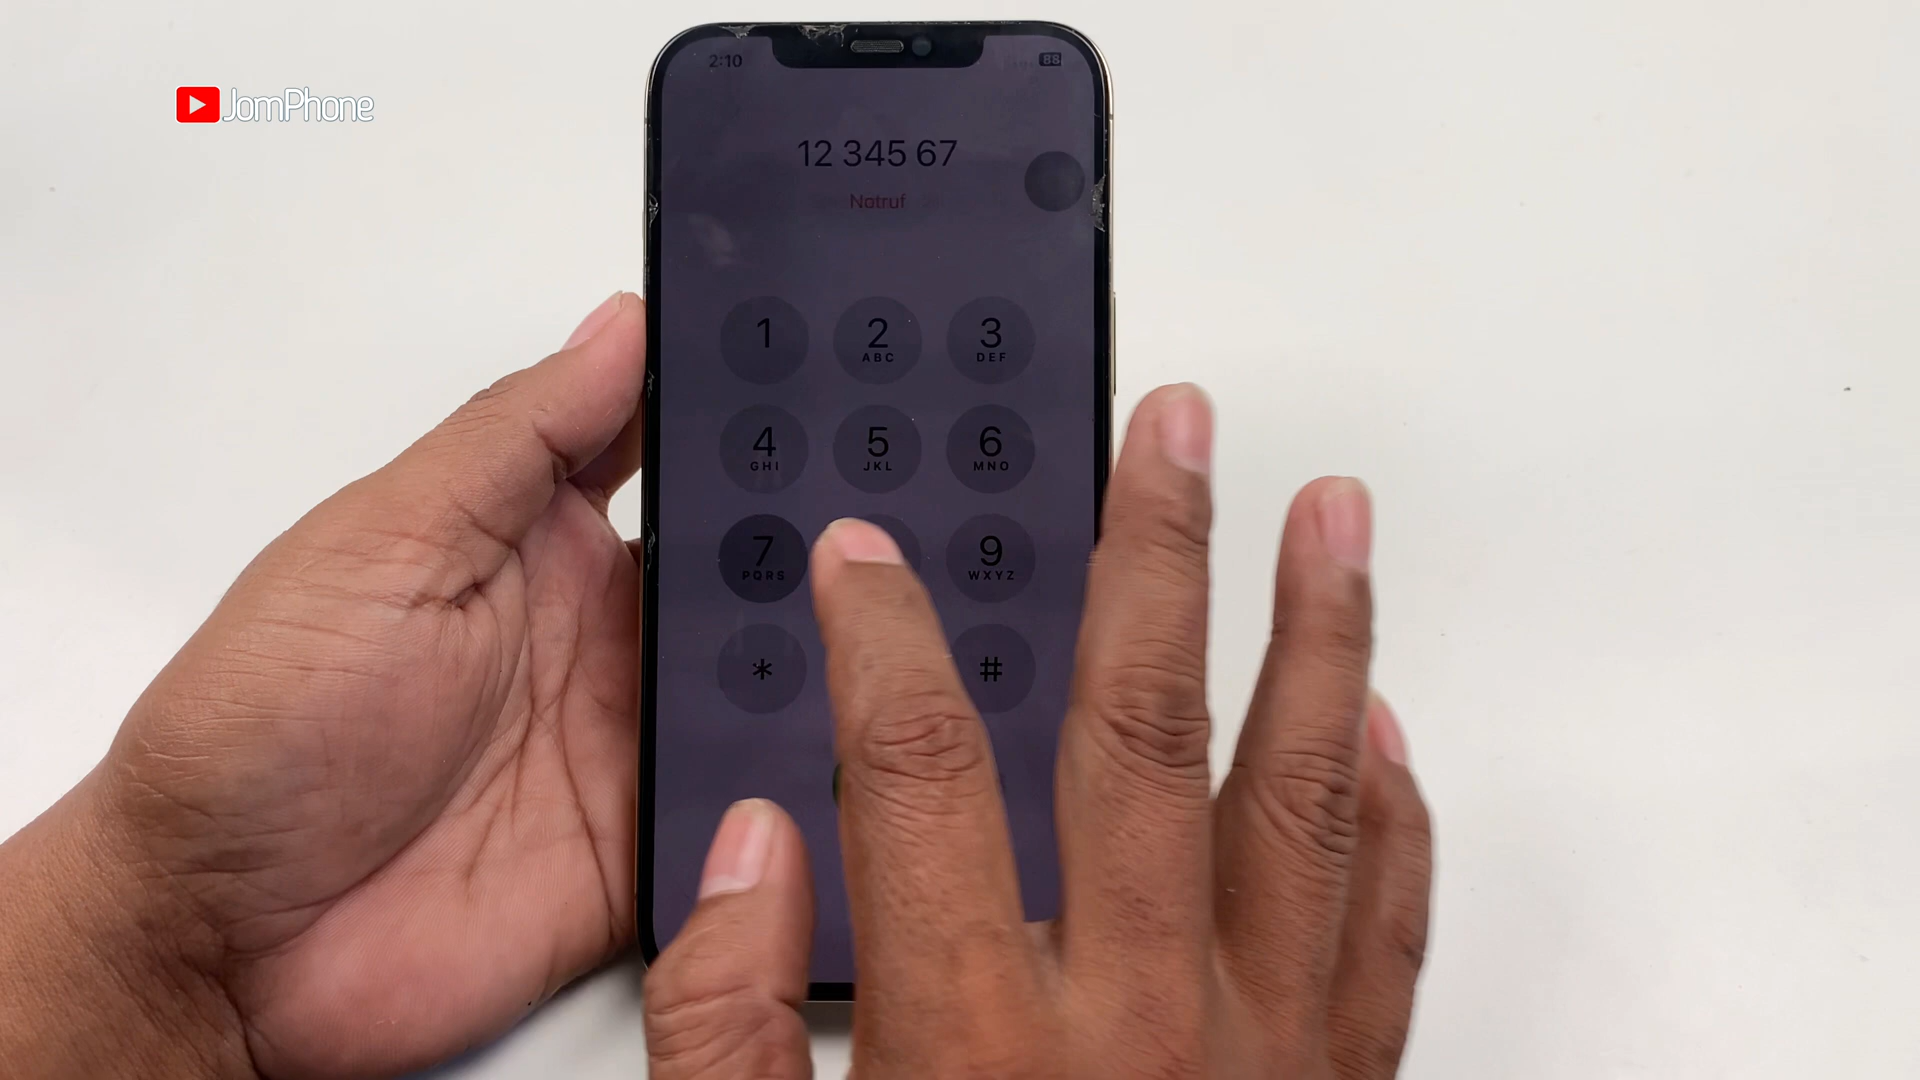 JomPhone
2:10
88
12 345 67
Notruf
1
2
ABC
3
DEF
4
GHI
5
JKL
6
MNO
7
PQRS
9
WXYZ
*
#